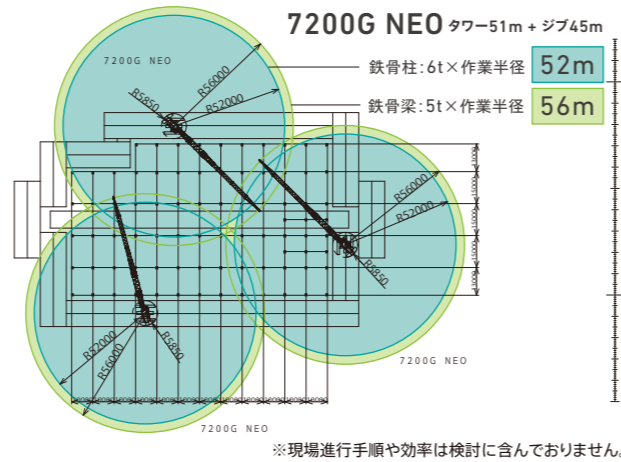 7200G NEO タワー51m + ジブ45m
7200G NEO
鉄骨柱:6t×作業半径 52m
鉄骨梁:5t×作業半径 56m
R56000
R52000
R5850
R56000
R52000
R5850
R52000
R56000
R5850
7200G NEO
7200G NEO
※現場進行手順や効率は検討に含んでおりません。